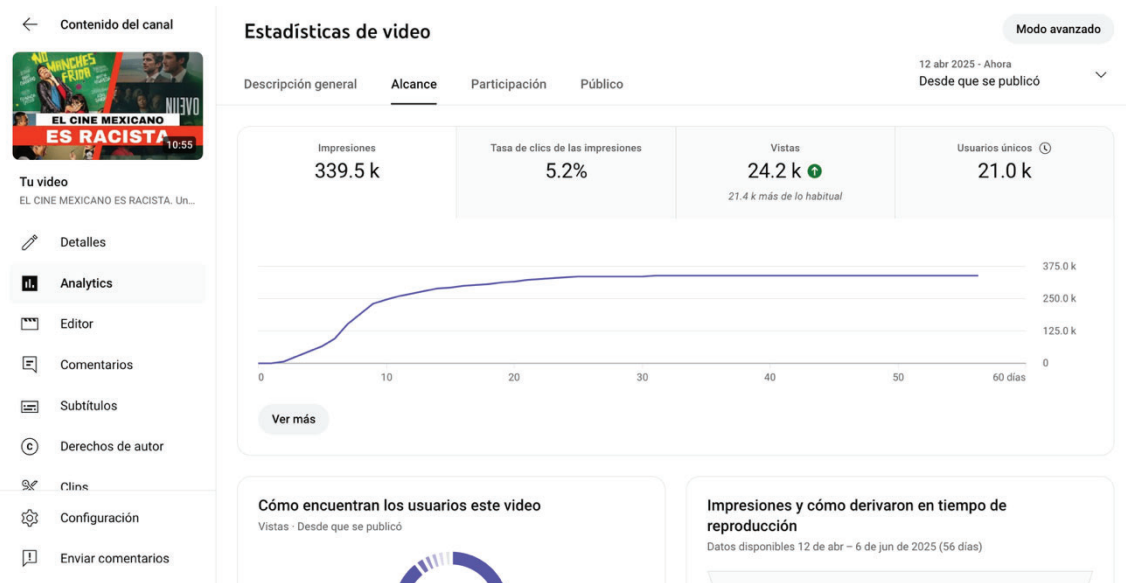 Contenido del canal
NO MANCHES FRIDA
NUEVO
EL CINE MEXICANO
ES RACISTA
10:55
Tu video
EL CINE MEXICANO ES RACISTA. Un...
Detalles
Analytics
Editor
Comentarios
Subtítulos
Derechos de autor
Clips
Configuración
Enviar comentarios
Estadísticas de video
Modo avanzado
Descripción general Alcance Participación Público
12 abr 2025 - Ahora
Desde que se publicó
Impresiones
339.5 k
Tasa de clics de las impresiones
5.2%
Vistas
24.2 k
21.4 k más de lo habitual
Usuarios únicos
21.0 k
375.0 k
250.0 k
125.0 k
0
0 10 20 30 40 50 60 días
Ver más
Cómo encuentran los usuarios este video
Vistas · Desde que se publicó
Impresiones y cómo derivaron en tiempo de
reproducción
Datos disponibles 12 de abr – 6 de jun de 2025 (56 días)